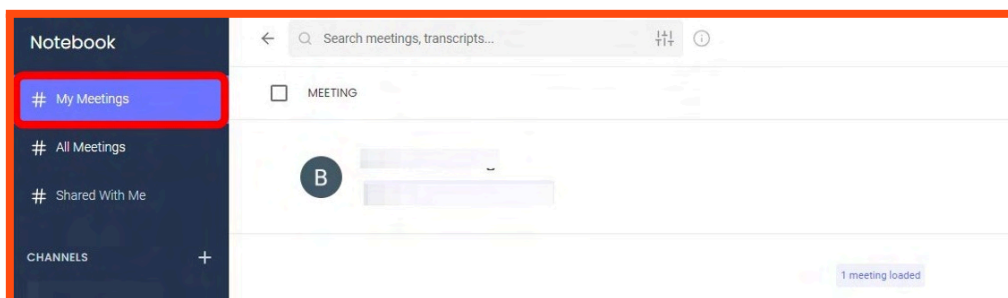 Notebook
Search meetings, transcripts...
# My Meetings
MEETING
# All Meetings
B
# Shared With Me
CHANNELS +
1 meeting loaded